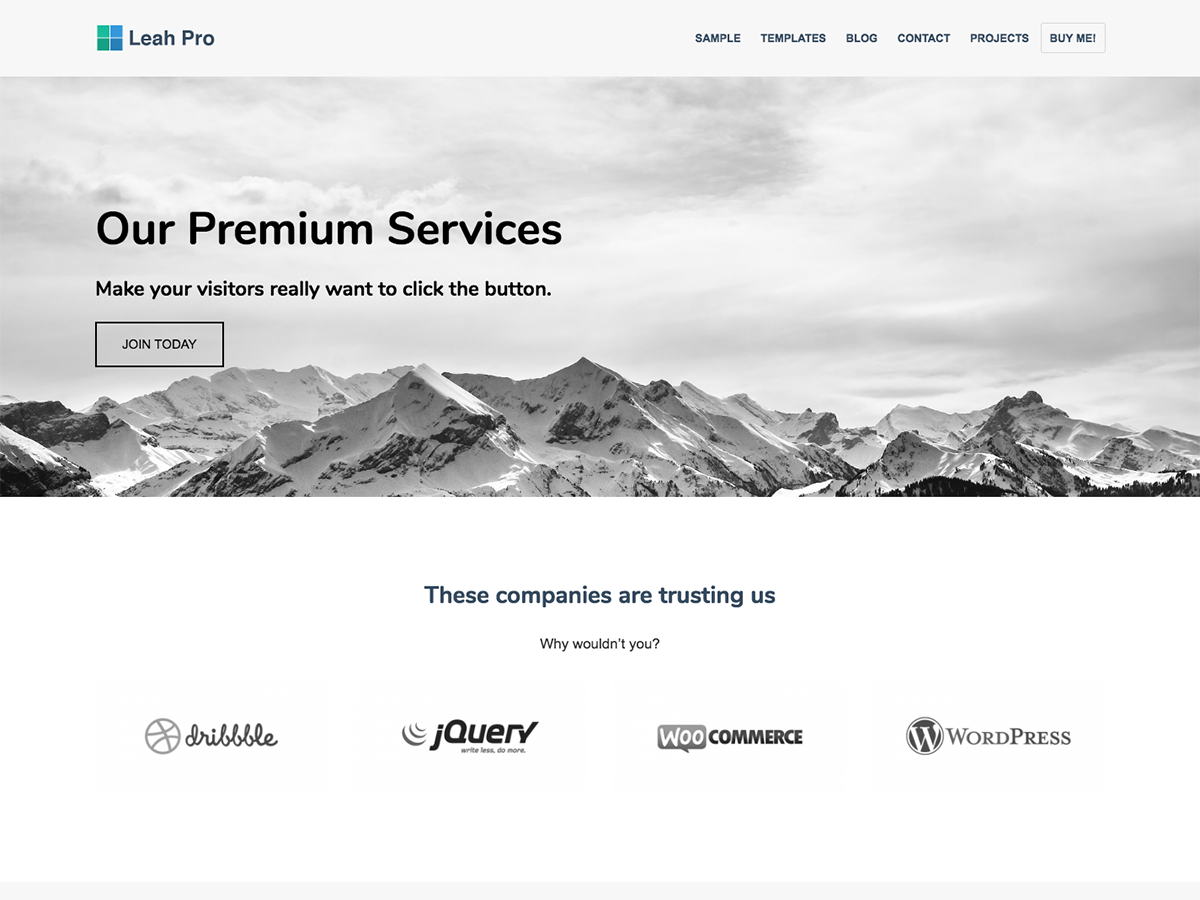 Leah Pro
SAMPLE TEMPLATES BLOG CONTACT PROJECTS BUY ME!
Our Premium Services
Make your visitors really want to click the button.
JOIN TODAY
These companies are trusting us
Why wouldn't you?
dribbble
jQuery
write less, do more.
WOO COMMERCE
W WORDPRESS